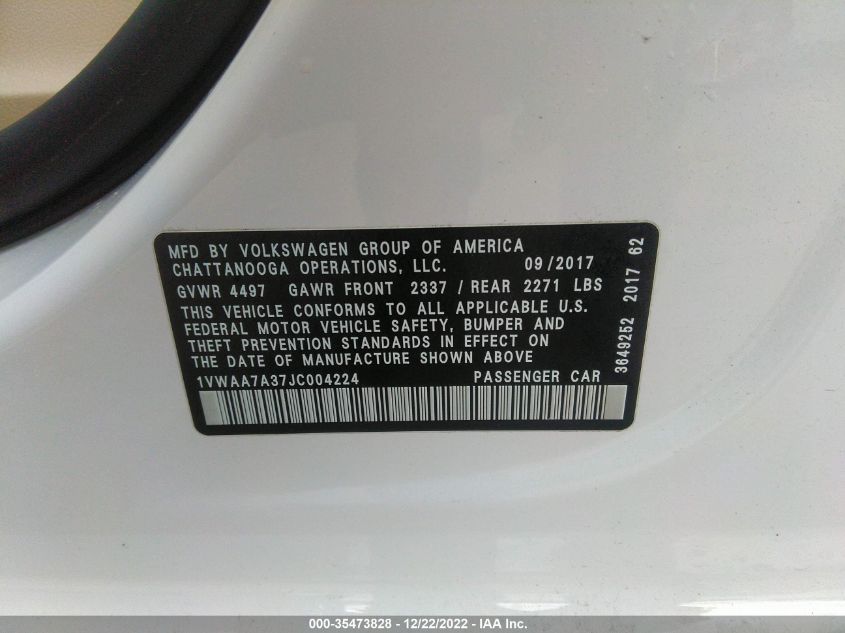 MFD BY VOLKSWAGEN GROUP OF AMERICA
CHATTANOOGA OPERATIONS, LLC. 09/2017
GVWR 4497 GAWR FRONT 2337 / REAR 2271 LBS
THIS VEHICLE CONFORMS TO ALL APPLICABLE U.S.
FEDERAL MOTOR VEHICLE SAFETY, BUMPER AND
THEFT PREVENTION STANDARDS IN EFFECT ON
THE DATE OF MANUFACTURE SHOWN ABOVE
1VWAA7A37JC004224 PASSENGER CAR
3649252 2017 62
000-35473828 - 12/22/2022 - IAA Inc.